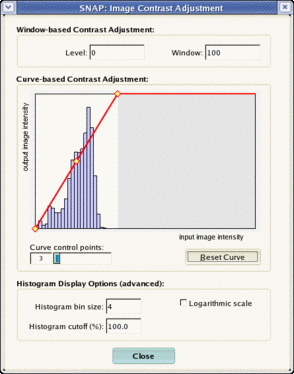 SNAP: Image Contrast Adjustment
Window-based Contrast Adjustment:
Level: 0 Window: 100
Curve-based Contrast Adjustment:
output image intensity
input image intensity
Curve control points:
3
Reset Curve
Histogram Display Options (advanced):
Histogram bin size: 4
Logarithmic scale
Histogram cutoff (%): 100.0
Close